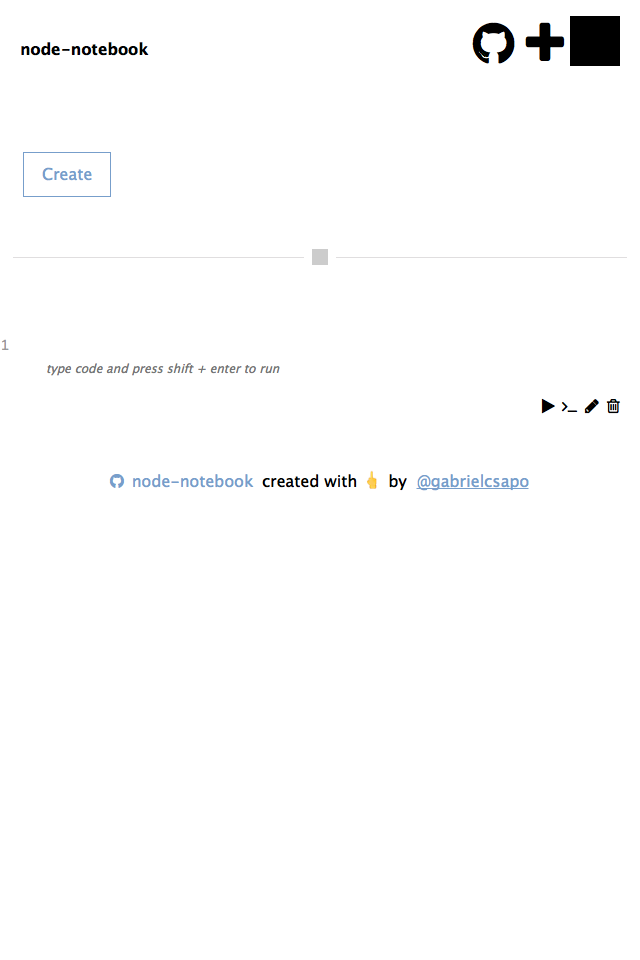 node-notebook
Create
1
type code and press shift + enter to run
node-notebook created with 👆 by @gabrielcsapo